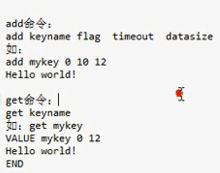 add命令：
add keyname flag  timeout  datasize
如：
add mykey 0 10 12
Hello world!
get命令：
get keyname
如：get mykey
VALUE mykey 0 12
Hello world!
END